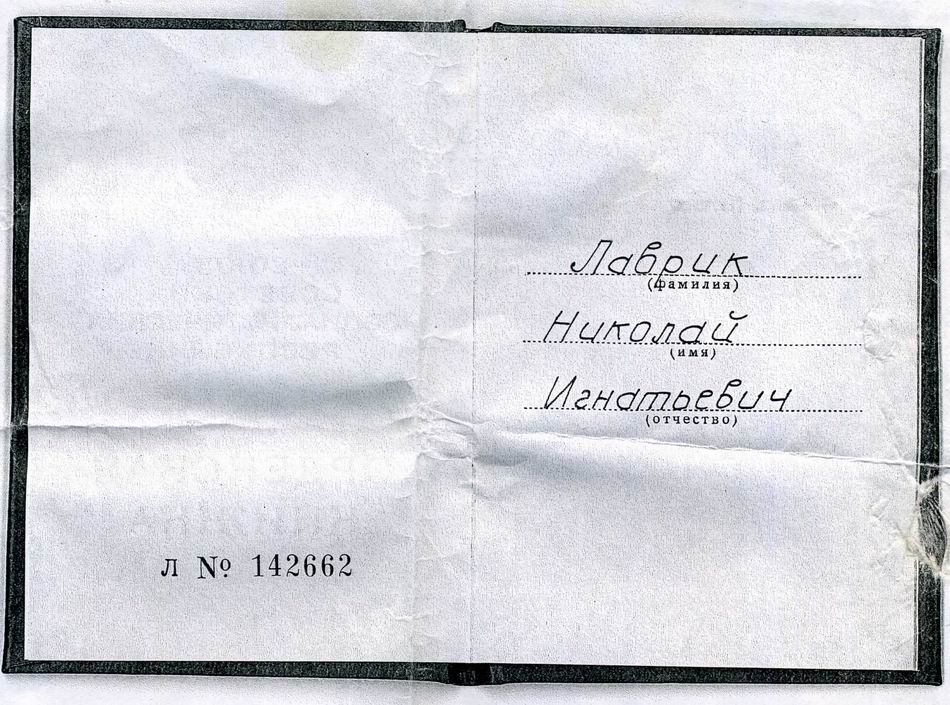 л № 142662
Лаврик
(фамилия)
Николай
(имя)
Игнатьевич
(отчество)